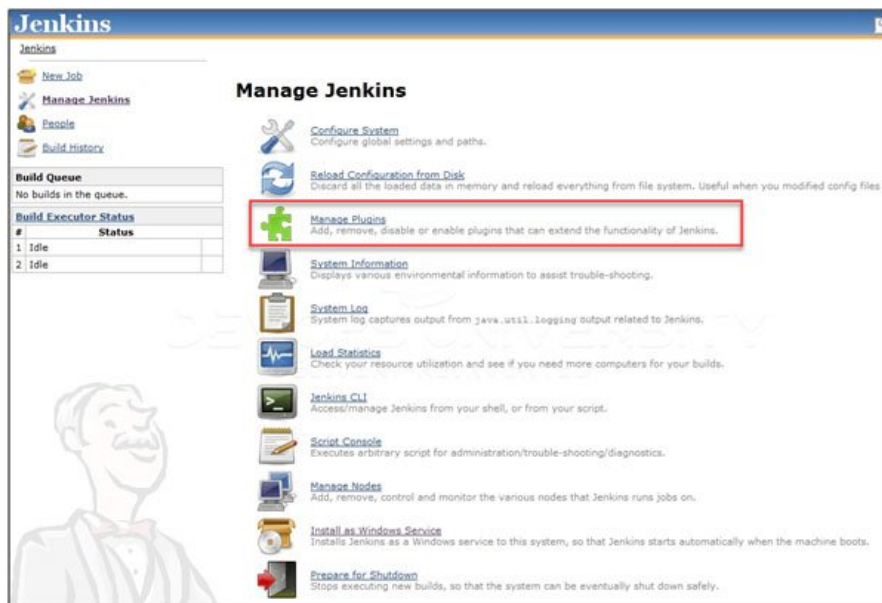 Jenkins
Jenkins
New Job
Manage Jenkins
People
Build History
Build Queue
No builds in the queue.
Build Executor Status
# Status
1 Idle
2 Idle
Manage Jenkins
Configure System
Configure global settings and paths.
Reload Configuration from Disk
Discard all the loaded data in memory and reload everything from file system. Useful when you modified config files
Manage Plugins
Add, remove, disable or enable plugins that can extend the functionality of Jenkins.
System Information
Displays various environmental information to assist trouble-shooting.
System Log
System log captures output from java.util.logging output related to Jenkins.
Load Statistics
Check your resource utilization and see if you need more computers for your builds.
Jenkins CLI
Access/manage Jenkins from your shell, or from your script.
Script Console
Executes arbitrary script for administration/trouble-shooting/diagnostics.
Manage Nodes
Add, remove, control and monitor the various nodes that Jenkins runs jobs on.
Install as Windows Service
Installs Jenkins as a Windows service to this system, so that Jenkins starts automatically when the machine boots.
Prepare for Shutdown
Stops executing new builds, so that the system can be eventually shut down safely.